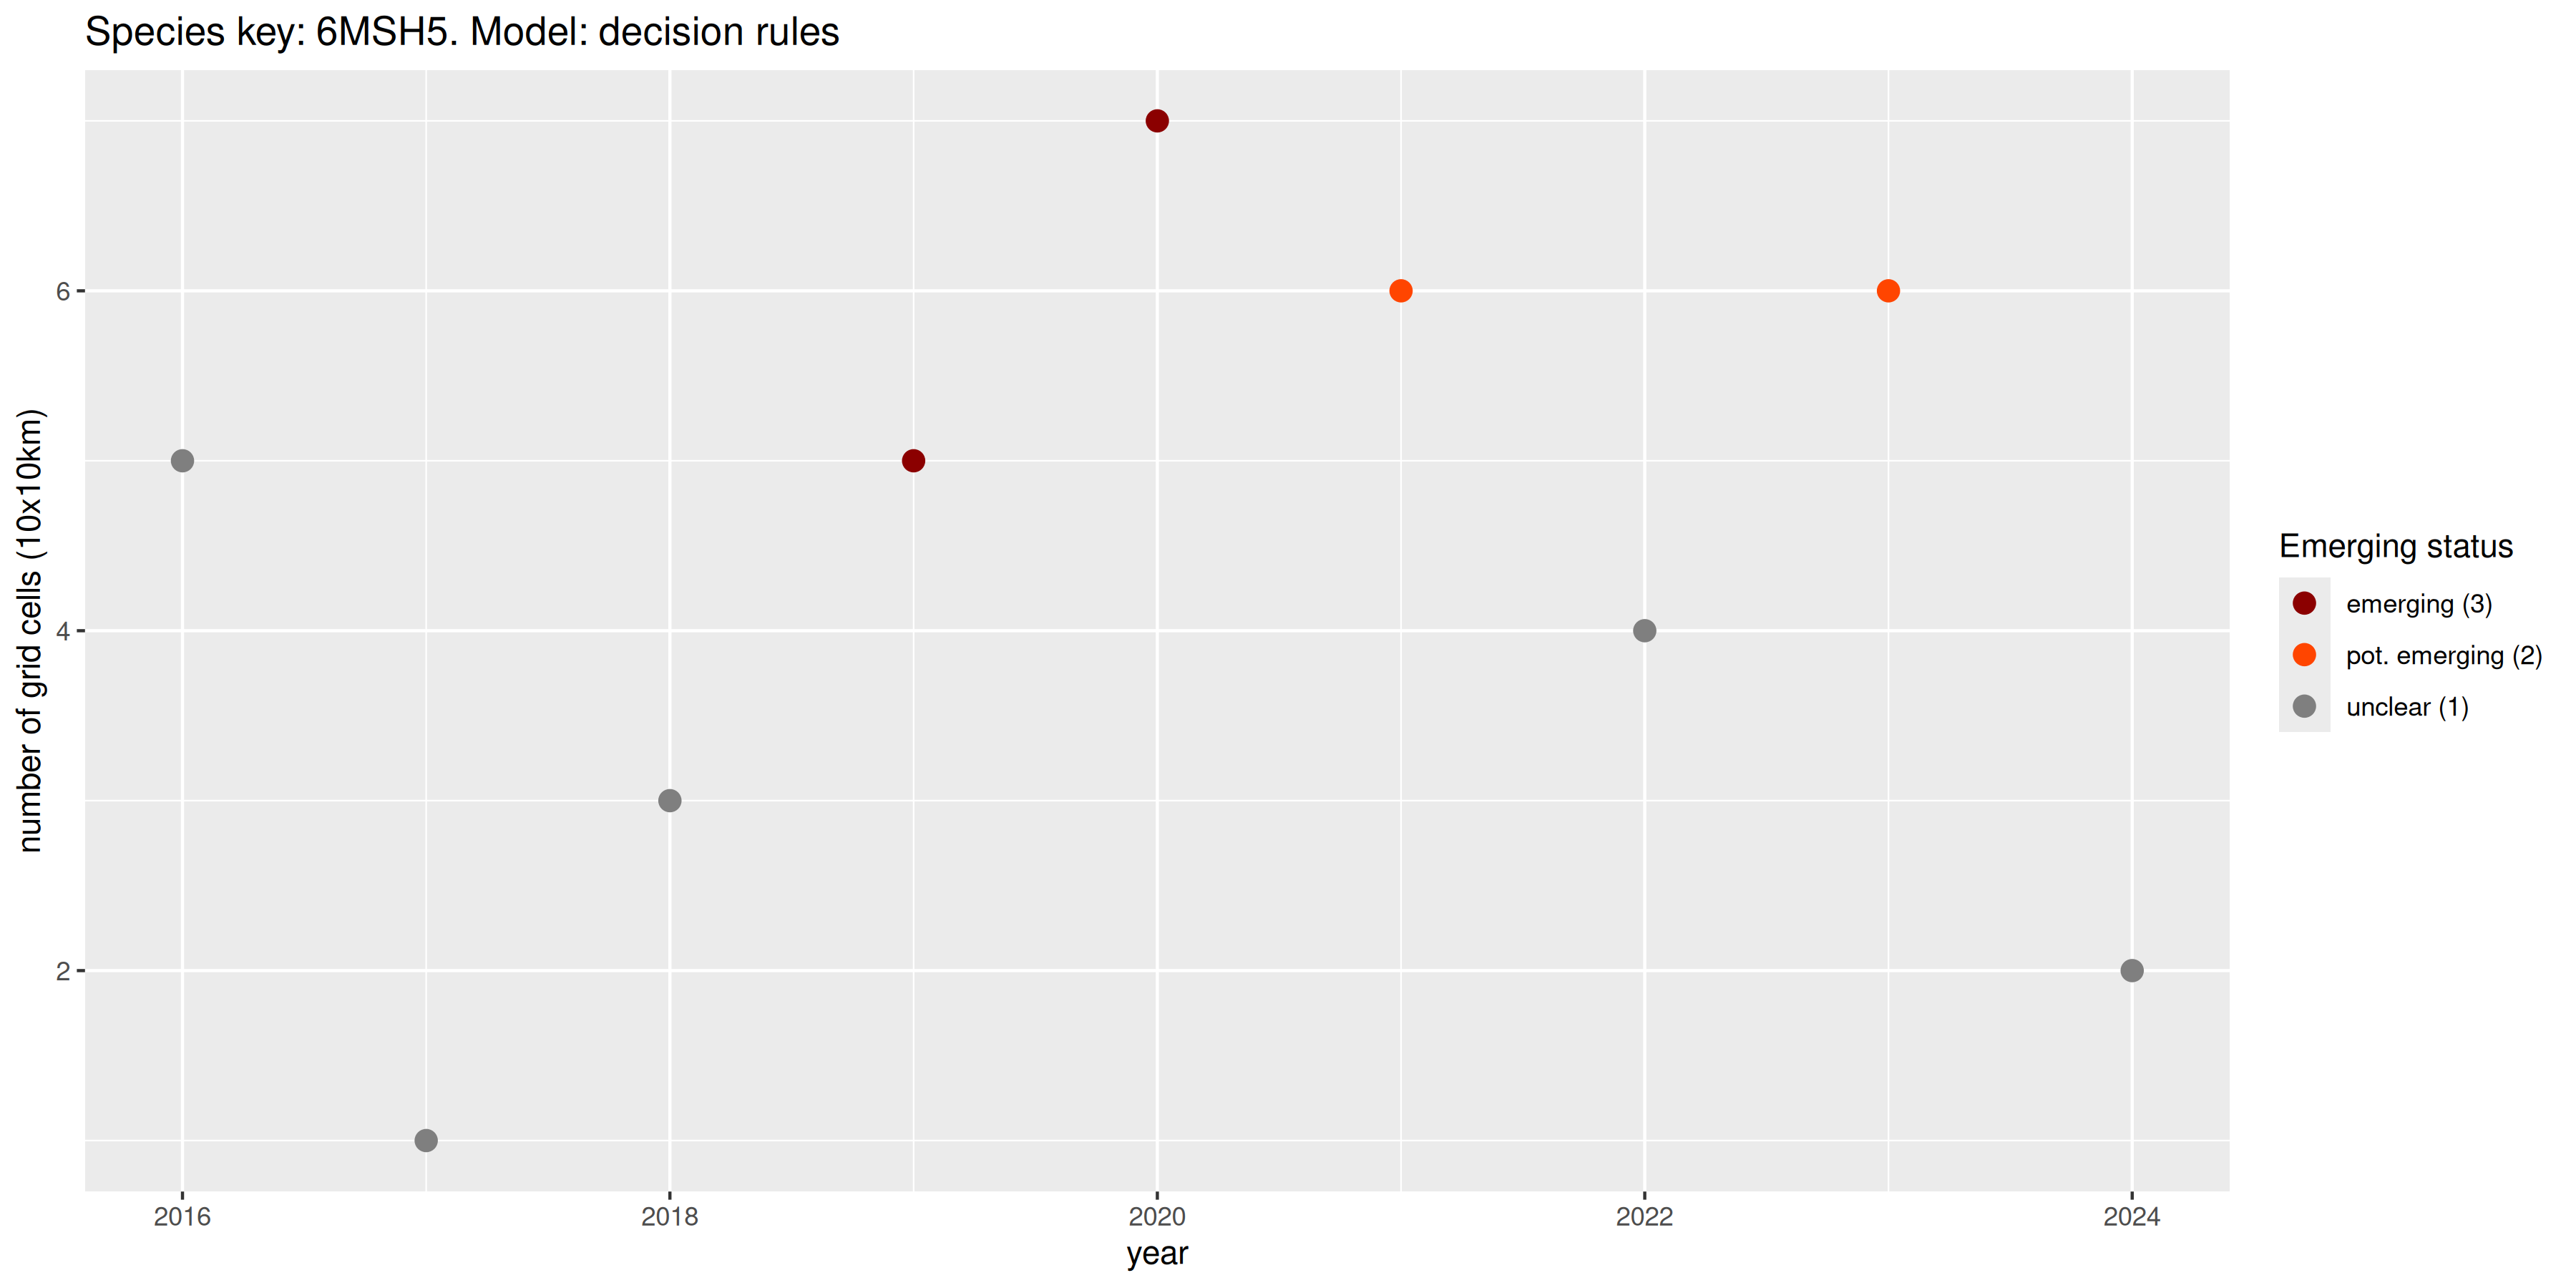 Species key: 6MSH5. Model: decision rules
number of grid cells (10x10km)
6
4
2
2016
2018
2020
2022
2024
year
Emerging status
emerging (3)
pot. emerging (2)
unclear (1)